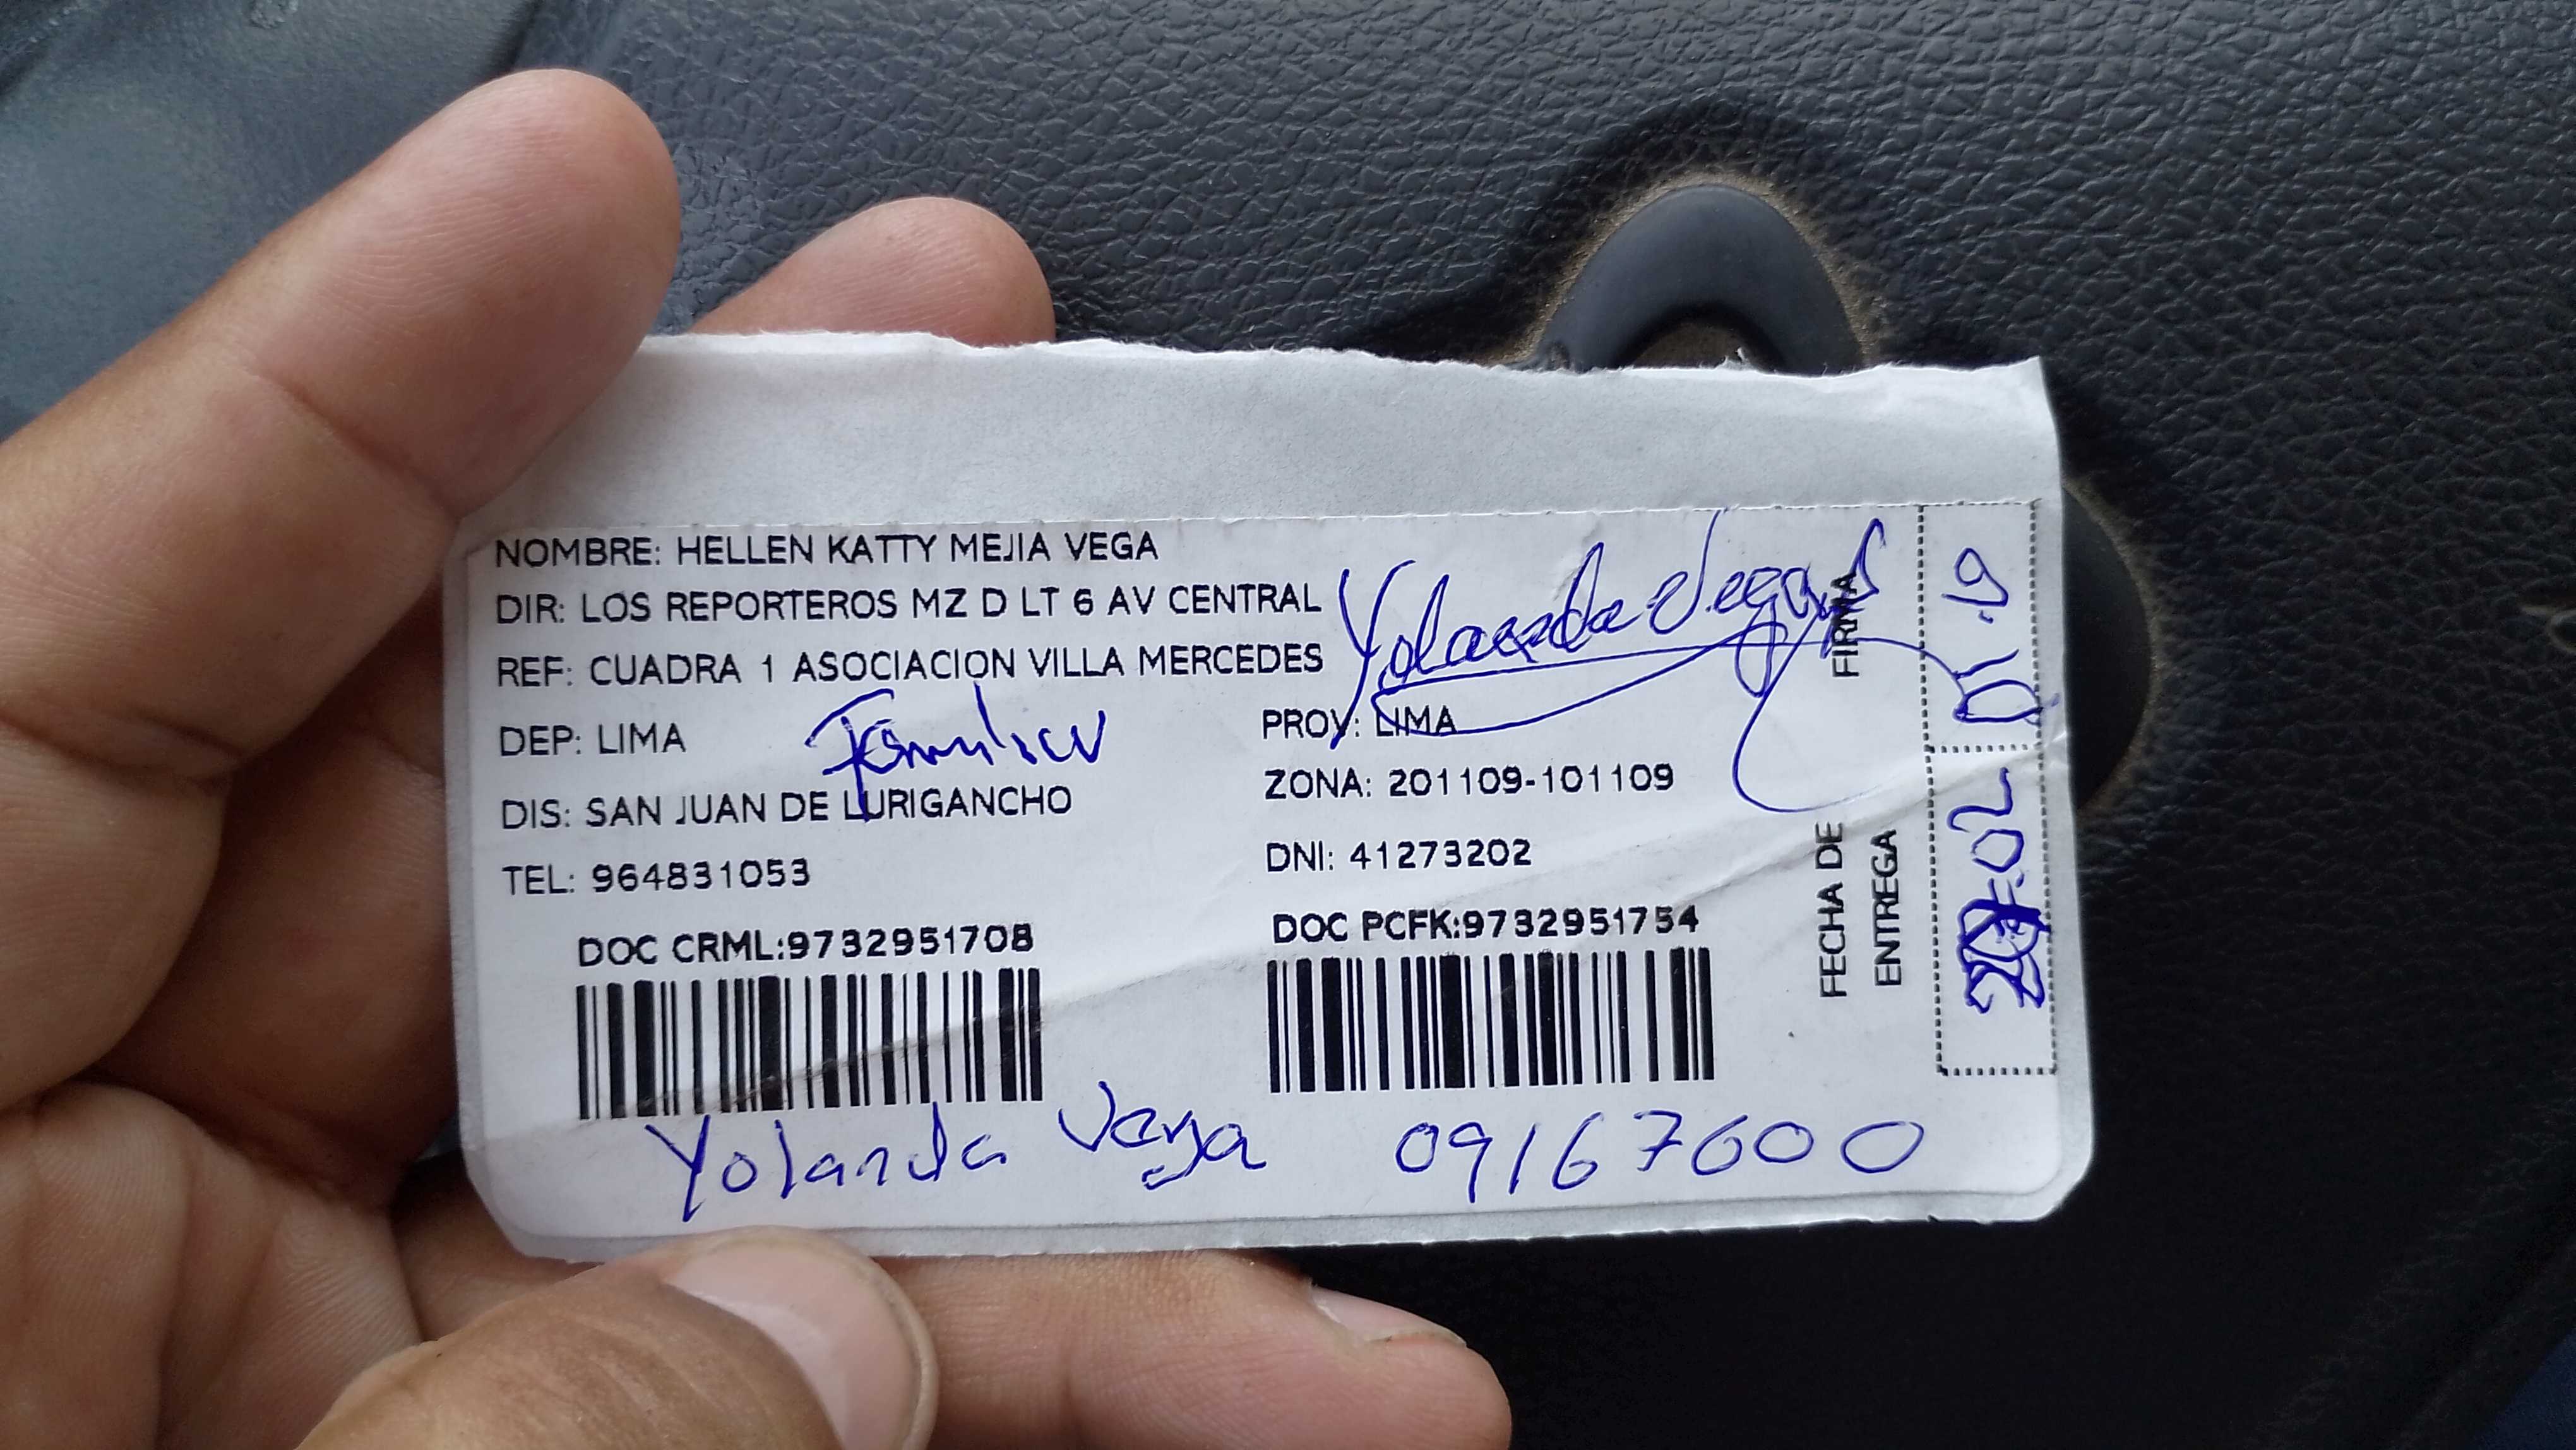 NOMBRE: HELLEN KATTY MEJIA VEGA
DIR: LOS REPORTEROS MZ D LT 6 AV CENTRAL
REF: CUADRA 1 ASOCIACION VILLA MERCEDES
Yolanda Vega
FIRMA
DEP: LIMA
Familiar
PROV: LIMA
DIS: SAN JUAN DE LURIGANCHO
ZONA: 201109-101109
TEL: 964831053
DNI: 41273202
DOC CRML:9732951708
DOC PCFK:9732951754
FECHA DE
ENTREGA
Yolanda Vega 09167600